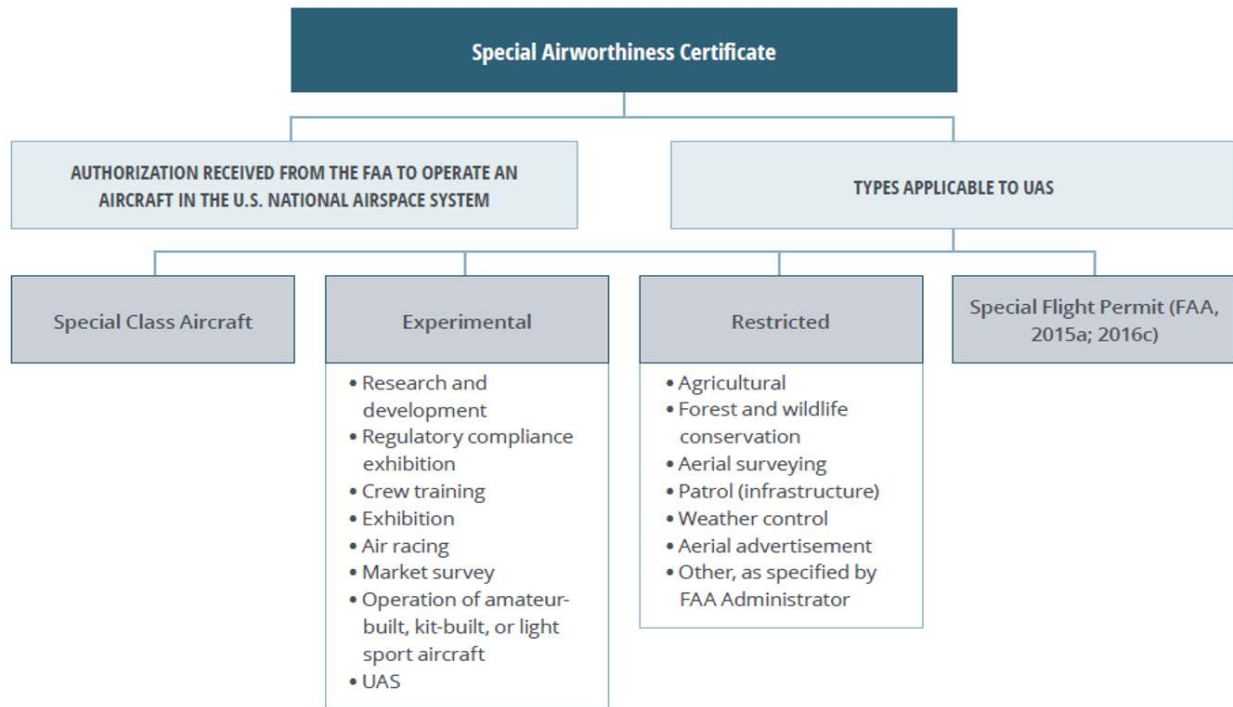 Special Airworthiness Certificate
AUTHORIZATION RECEIVED FROM THE FAA TO OPERATE AN
AIRCRAFT IN THE U.S. NATIONAL AIRSPACE SYSTEM
TYPES APPLICABLE TO UAS
Special Class Aircraft
Experimental
• Research and
development
• Regulatory compliance
exhibition
• Crew training
• Exhibition
• Air racing
• Market survey
• Operation of amateur-
built, kit-built, or light
sport aircraft
• UAS
Restricted
• Agricultural
• Forest and wildlife
conservation
• Aerial surveying
• Patrol (infrastructure)
• Weather control
• Aerial advertisement
• Other, as specified by
FAA Administrator
Special Flight Permit (FAA,
2015a; 2016c)